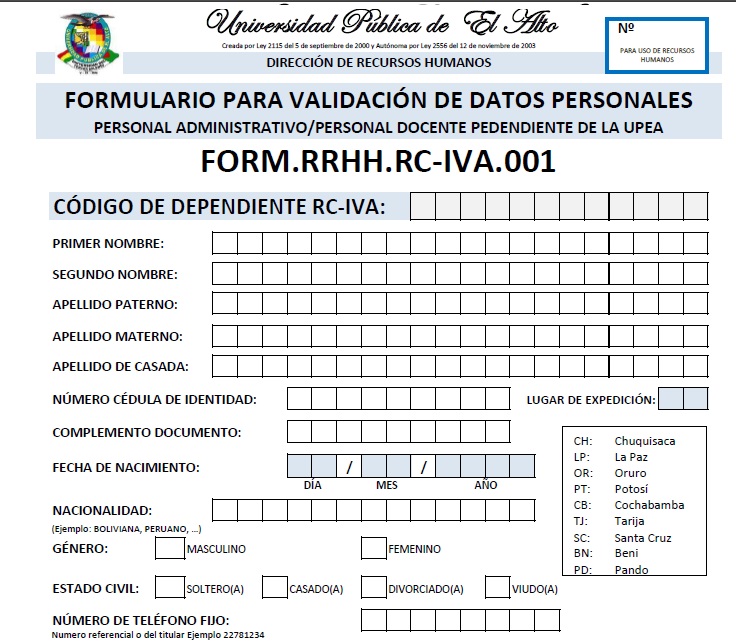 Universidad Pública de El Alto
Creada por Ley 2115 del 5 de septiembre de 2000 y Autónoma por Ley 2556 del 12 de noviembre de 2003
DIRECCIÓN DE RECURSOS HUMANOS
Nº
PARA USO DE RECURSOS
HUMANOS
FORMULARIO PARA VALIDACIÓN DE DATOS PERSONALES
PERSONAL ADMINISTRATIVO/PERSONAL DOCENTE PEDENDIENTE DE LA UPEA
FORM.RRHH.RC-IVA.001
CÓDIGO DE DEPENDIENTE RC-IVA:
PRIMER NOMBRE:
SEGUNDO NOMBRE:
APELLIDO PATERNO:
APELLIDO MATERNO:
APELLIDO DE CASADA:
NÚMERO CÉDULA DE IDENTIDAD: LUGAR DE EXPEDICIÓN:
COMPLEMENTO DOCUMENTO:
FECHA DE NACIMIENTO: / /
DÍA MES AÑO
NACIONALIDAD:
(Ejemplo: BOLIVIANA, PERUANO, ...)
CH: Chuquisaca
LP: La Paz
OR: Oruro
PT: Potosí
CB: Cochabamba
TJ: Tarija
SC: Santa Cruz
BN: Beni
PD: Pando
GÉNERO: MASCULINO FEMENINO
ESTADO CIVIL: SOLTERO(A) CASADO(A) DIVORCIADO(A) VIUDO(A)
NÚMERO DE TELÉFONO FIJO:
Numero referencial o del titular Ejemplo 22781234